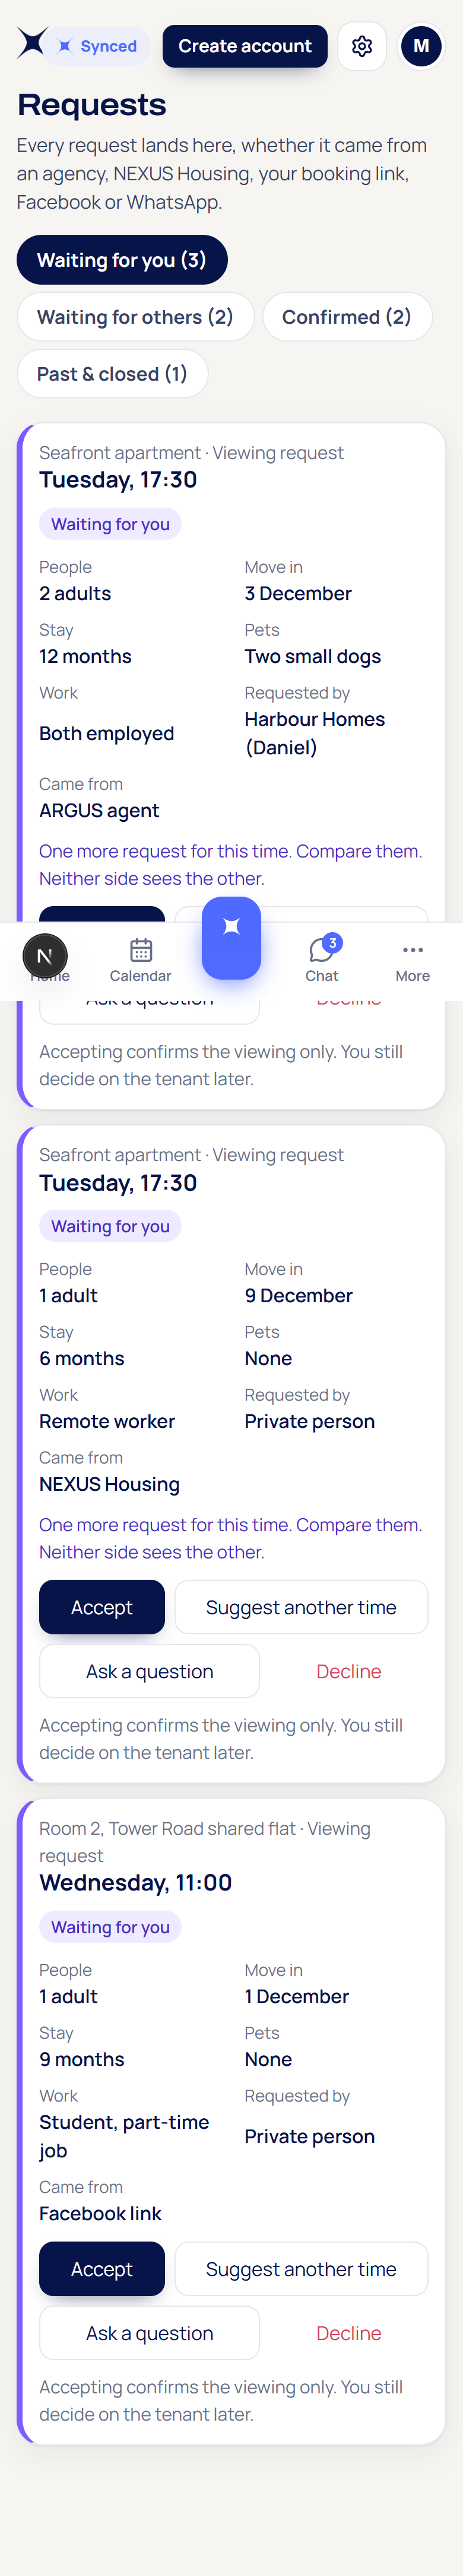 Synced
Create account
M
Requests
Every request lands here, whether it came from
an agency, NEXUS Housing, your booking link,
Facebook or WhatsApp.
Waiting for you (3)
Waiting for others (2)
Confirmed (2)
Past & closed (1)
Seafront apartment · Viewing request
Tuesday, 17:30
Waiting for you
People
Move in
2 adults
3 December
Stay
Pets
12 months
Two small dogs
Work
Requested by
Both employed
Harbour Homes
(Daniel)
Came from
ARGUS agent
One more request for this time. Compare them.
Neither side sees the other.
N
3
Home
Calendar
Chat
More
Ask a question
Decline
Accepting confirms the viewing only. You still
decide on the tenant later.
Seafront apartment · Viewing request
Tuesday, 17:30
Waiting for you
People
Move in
1 adult
9 December
Stay
Pets
6 months
None
Work
Requested by
Remote worker
Private person
Came from
NEXUS Housing
One more request for this time. Compare them.
Neither side sees the other.
Accept
Suggest another time
Ask a question
Decline
Accepting confirms the viewing only. You still
decide on the tenant later.
Room 2, Tower Road shared flat · Viewing
request
Wednesday, 11:00
Waiting for you
People
Move in
1 adult
1 December
Stay
Pets
9 months
None
Work
Requested by
Student, part-time
job
Private person
Came from
Facebook link
Accept
Suggest another time
Ask a question
Decline
Accepting confirms the viewing only. You still
decide on the tenant later.